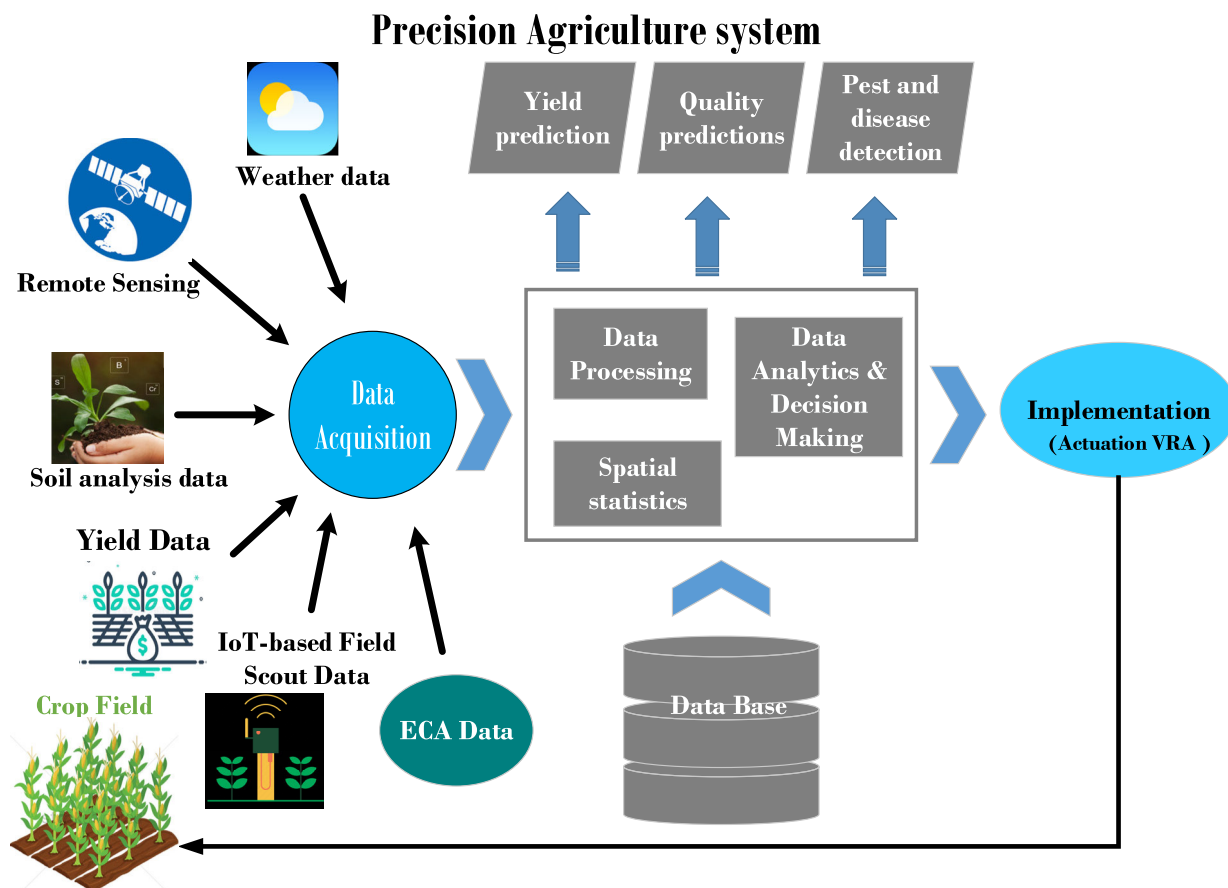 Precision Agriculture system
Weather data
Remote Sensing
Soil analysis data
S
B
Cr
Yield Data
$
IoT-based Field
Scout Data
ECA Data
Crop Field
Data
Acquisition
Yield
prediction
Quality
predictions
Pest and
disease
detection
Data
Processing
Spatial
statistics
Data
Analytics &
Decision
Making
Data Base
Implementation
(Actuation VRA )